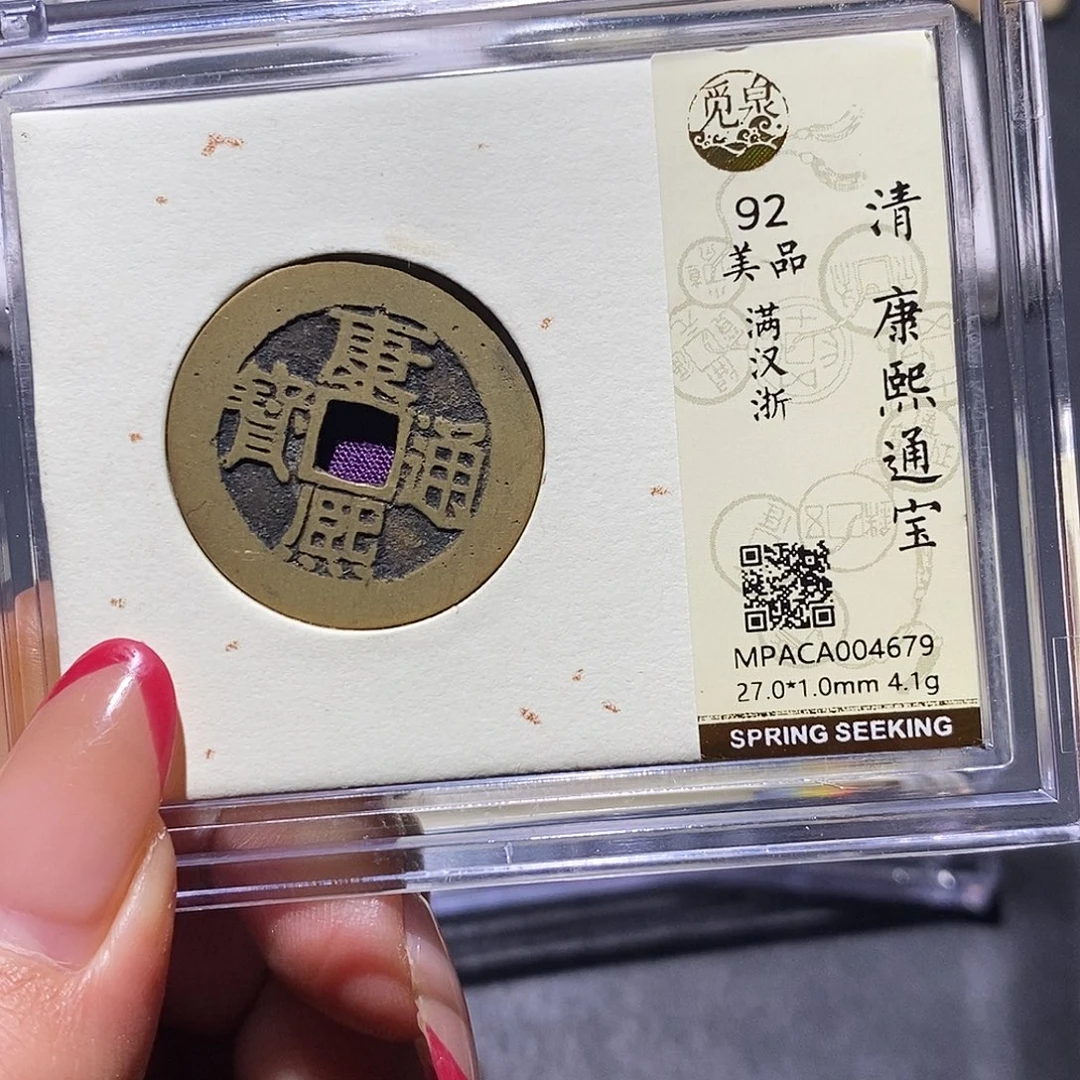 康熙通寳
觅泉
92
美品
满汉浙
清 康熙通宝
MPACA004679
27.0*1.0mm 4.1g
SPRING SEEKING